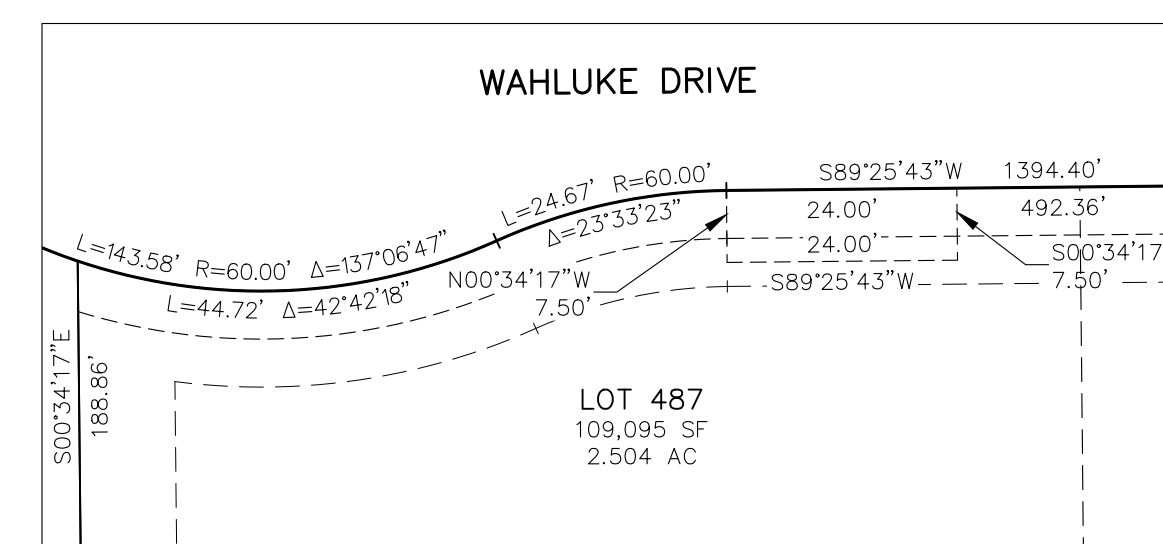 WAHLUKE DRIVE
S89°25'43"W 1394.40'
L=24.67' R=60.00'
Δ=23°33'23"
24.00'
492.36'
L=143.58' R=60.00' Δ=137°06'47"
L=44.72' Δ=42°42'18"
24.00'
N00°34'17"W
7.50'
S89°25'43"W
S00°34'17
7.50'
S00°34'17"E
188.86'
LOT 487
109,095 SF
2.504 AC